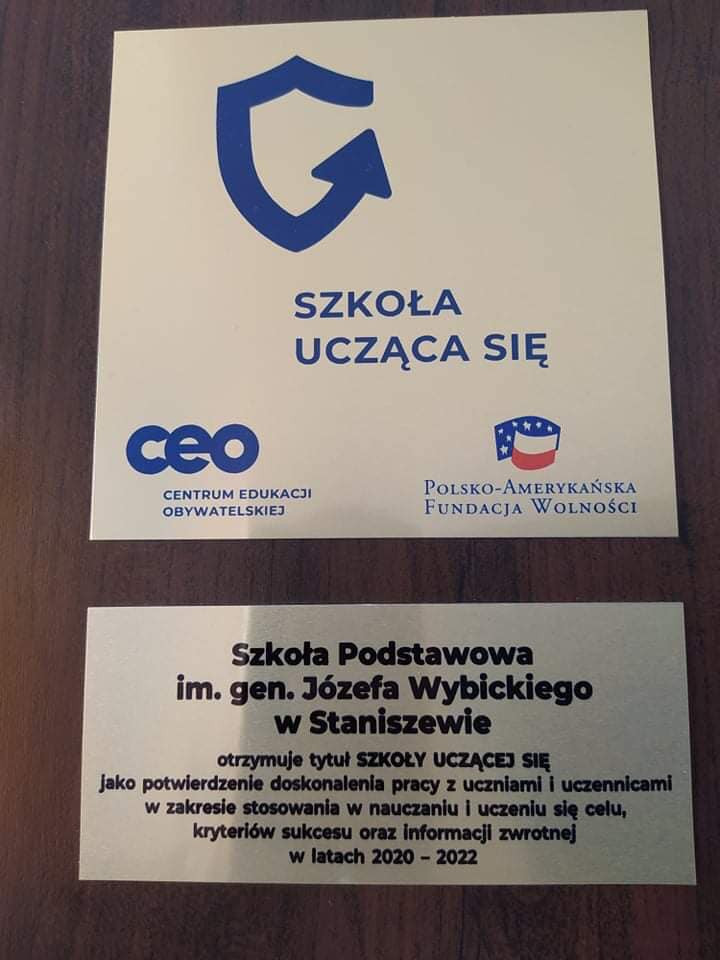 SZKOŁA
UCZĄCA SIĘ
ceo
CENTRUM EDUKACJI
OBYWATELSKIEJ
POLSKO-AMERYKAŃSKA
FUNDACJA WOLNOŚCI
Szkoła Podstawowa
im. gen. Józefa Wybickiego
w Staniszewie
otrzymuje tytuł SZKOŁY UCZĄCEJ SIĘ
jako potwierdzenie doskonalenia pracy z uczniami i uczennicami
w zakresie stosowania w nauczaniu i uczeniu się celu,
kryteriów sukcesu oraz informacji zwrotnej
w latach 2020 – 2022